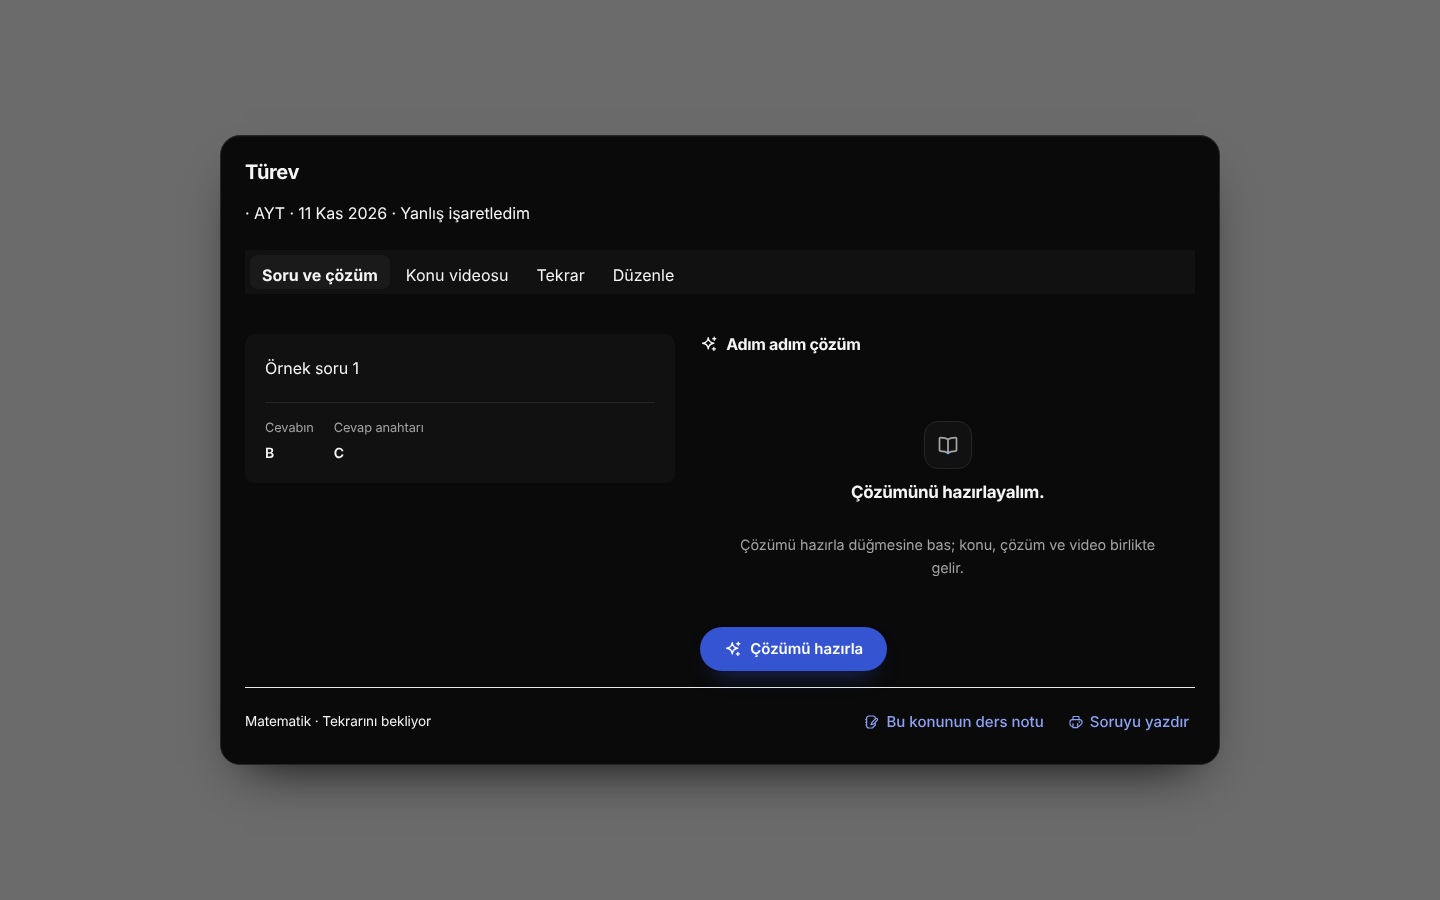 Türev
· AYT · 11 Kas 2026 · Yanlış işaretledim
Soru ve çözüm Konu videosu Tekrar Düzenle
Örnek soru 1
Cevabın Cevap anahtarı
B C
Adım adım çözüm
Çözümünü hazırlayalım.
Çözümü hazırla düğmesine bas; konu, çözüm ve video birlikte
gelir.
Çözümü hazırla
Matematik · Tekrarını bekliyor
Bu konunun ders notu Soruyu yazdır